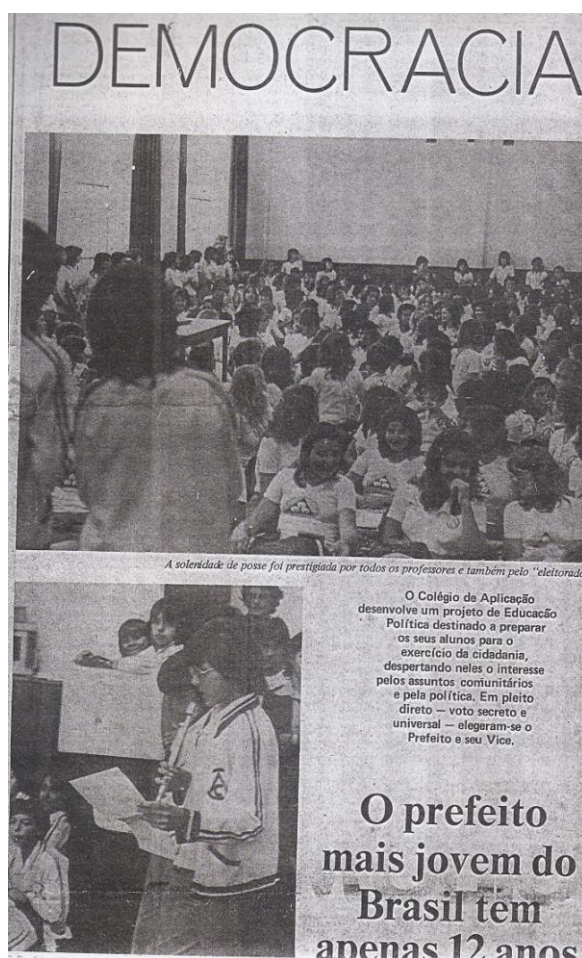 DEMOCRACIA
A solenidade de posse foi prestigiada por todos os professores e também pelo "eleitorado
O Colégio de Aplicação
desenvolve um projeto de Educação
Política destinado a preparar
os seus alunos para o
exercício da cidadania,
despertando neles o interesse
pelos assuntos comunitários
e pela política. Em pleito
direto — voto secreto e
universal — elegeram-se o
Prefeito e seu Vice.
O prefeito
mais jovem do
Brasil tem
apenas 12 anos